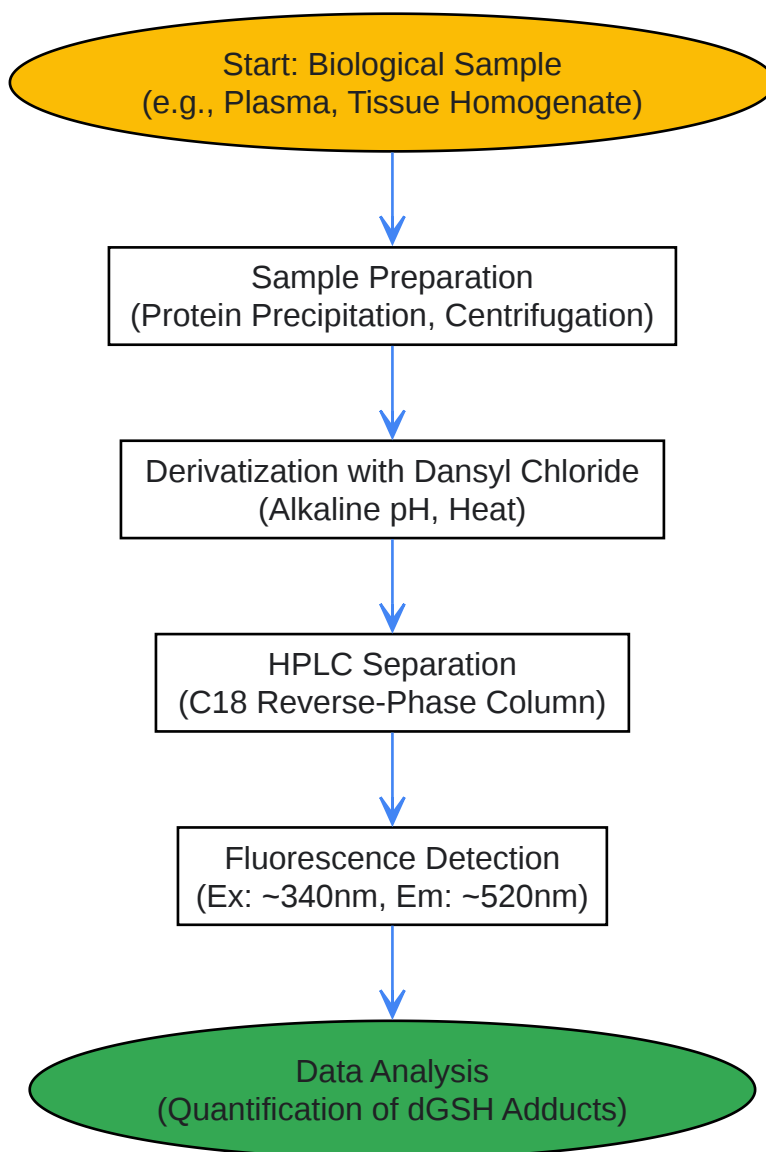 Start: Biological Sample
(e.g., Plasma, Tissue Homogenate)
Sample Preparation
(Protein Precipitation, Centrifugation)
Derivatization with Dansyl Chloride
(Alkaline pH, Heat)
HPLC Separation
(C18 Reverse-Phase Column)
Fluorescence Detection
(Ex: ~340nm, Em: ~520nm)
Data Analysis
(Quantification of dGSH Adducts)